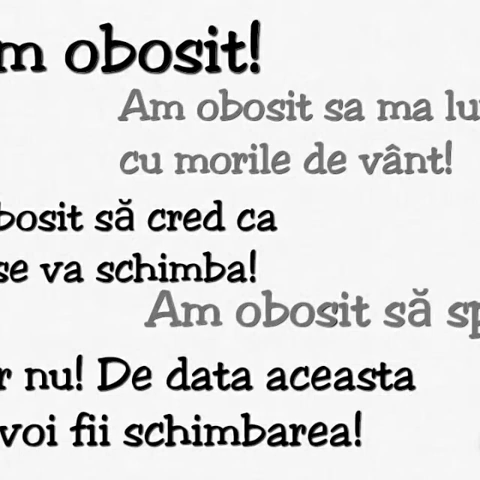 m obosit!
Am obosit sa ma lu
cu morile de vânt!
bosit să cred ca
se va schimba!
Am obosit să sp
r nu! De data aceasta
voi fii schimbarea!